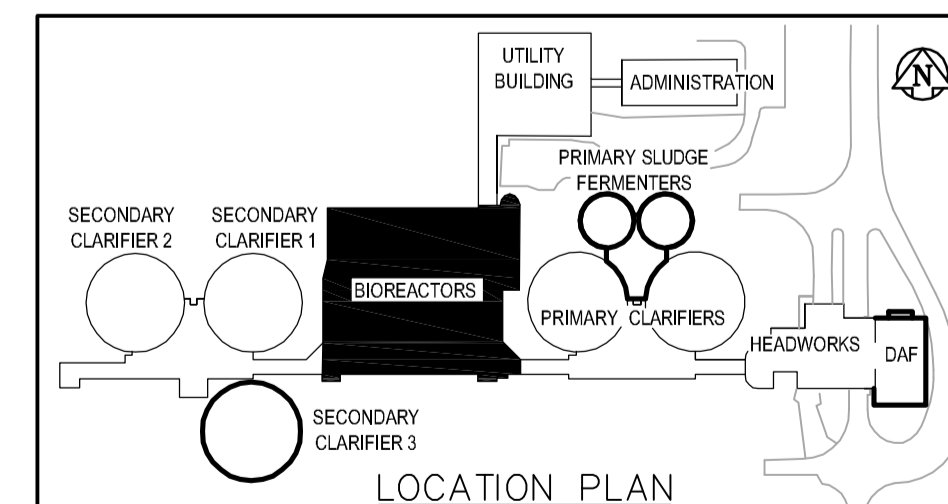 UTILITY
BUILDING
ADMINISTRATION
N
PRIMARY SLUDGE
FERMENTERS
SECONDARY
CLARIFIER 2
SECONDARY
CLARIFIER 1
BIOREACTORS
PRIMARY CLARIFIERS
HEADWORKS
DAF
SECONDARY
CLARIFIER 3
LOCATION PLAN